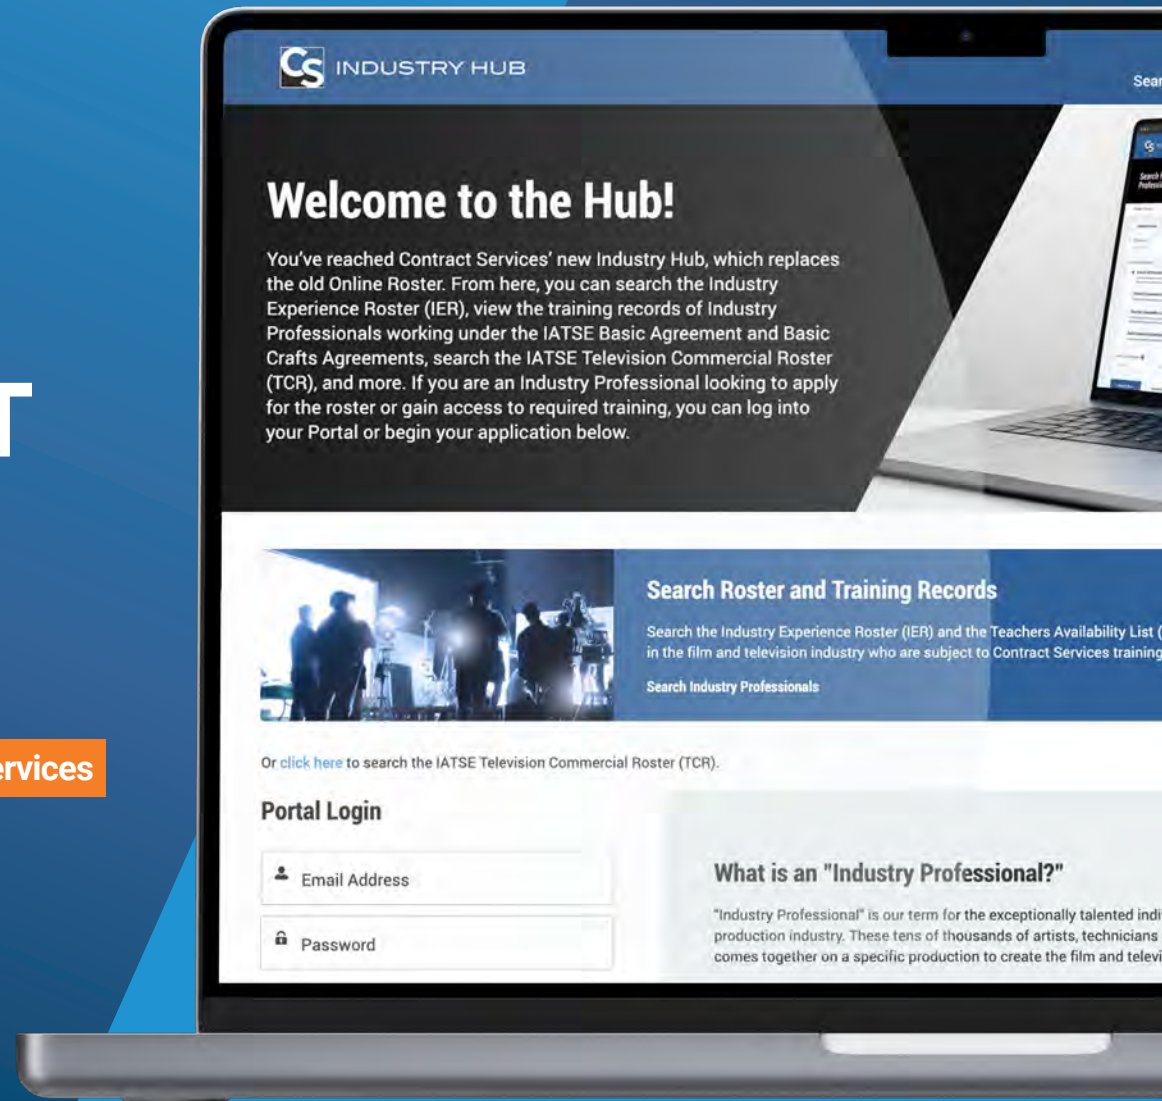 CS INDUSTRY HUB
Sear
Welcome to the Hub!
You've reached Contract Services' new Industry Hub, which replaces
the old Online Roster. From here, you can search the Industry
Experience Roster (IER), view the training records of Industry
Professionals working under the IATSE Basic Agreement and Basic
Crafts Agreements, search the IATSE Television Commercial Roster
(TCR), and more. If you are an Industry Professional looking to apply
for the roster or gain access to required training, you can log into
your Portal or begin your application below.
T
Search Roster and Training Records
Search the Industry Experience Roster (IER) and the Teachers Availability List (
in the film and television industry who are subject to Contract Services training
Search Industry Professionals
ervices
Or click here to search the IATSE Television Commercial Roster (TCR).
Portal Login
Email Address
Password
What is an "Industry Professional?"
"Industry Professional" is our term for the exceptionally talented indi
production industry. These tens of thousands of artists, technicians
comes together on a specific production to create the film and televi